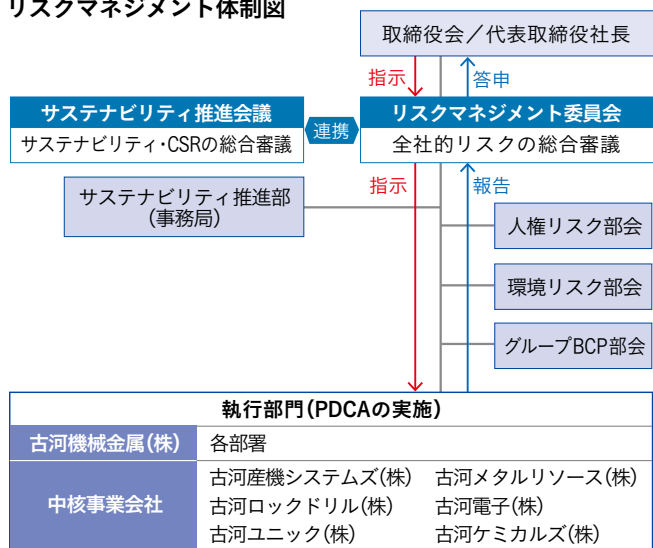 リスクマネジメント体制図
取締役会／代表取締役社長
指示
答申
サステナビリティ推進会議
サステナビリティ・CSRの総合審議
連携
リスクマネジメント委員会
全社的リスクの総合審議
指示
報告
サステナビリティ推進部
（事務局）
人権リスク部会
環境リスク部会
グループBCP部会
執行部門（PDCAの実施）
古河機械金属（株） 各部署
中核事業会社
古河産機システムズ（株） 古河メタルリソース（株）
古河ロックドリル（株） 古河電子（株）
古河ユニック（株） 古河ケミカルズ（株）